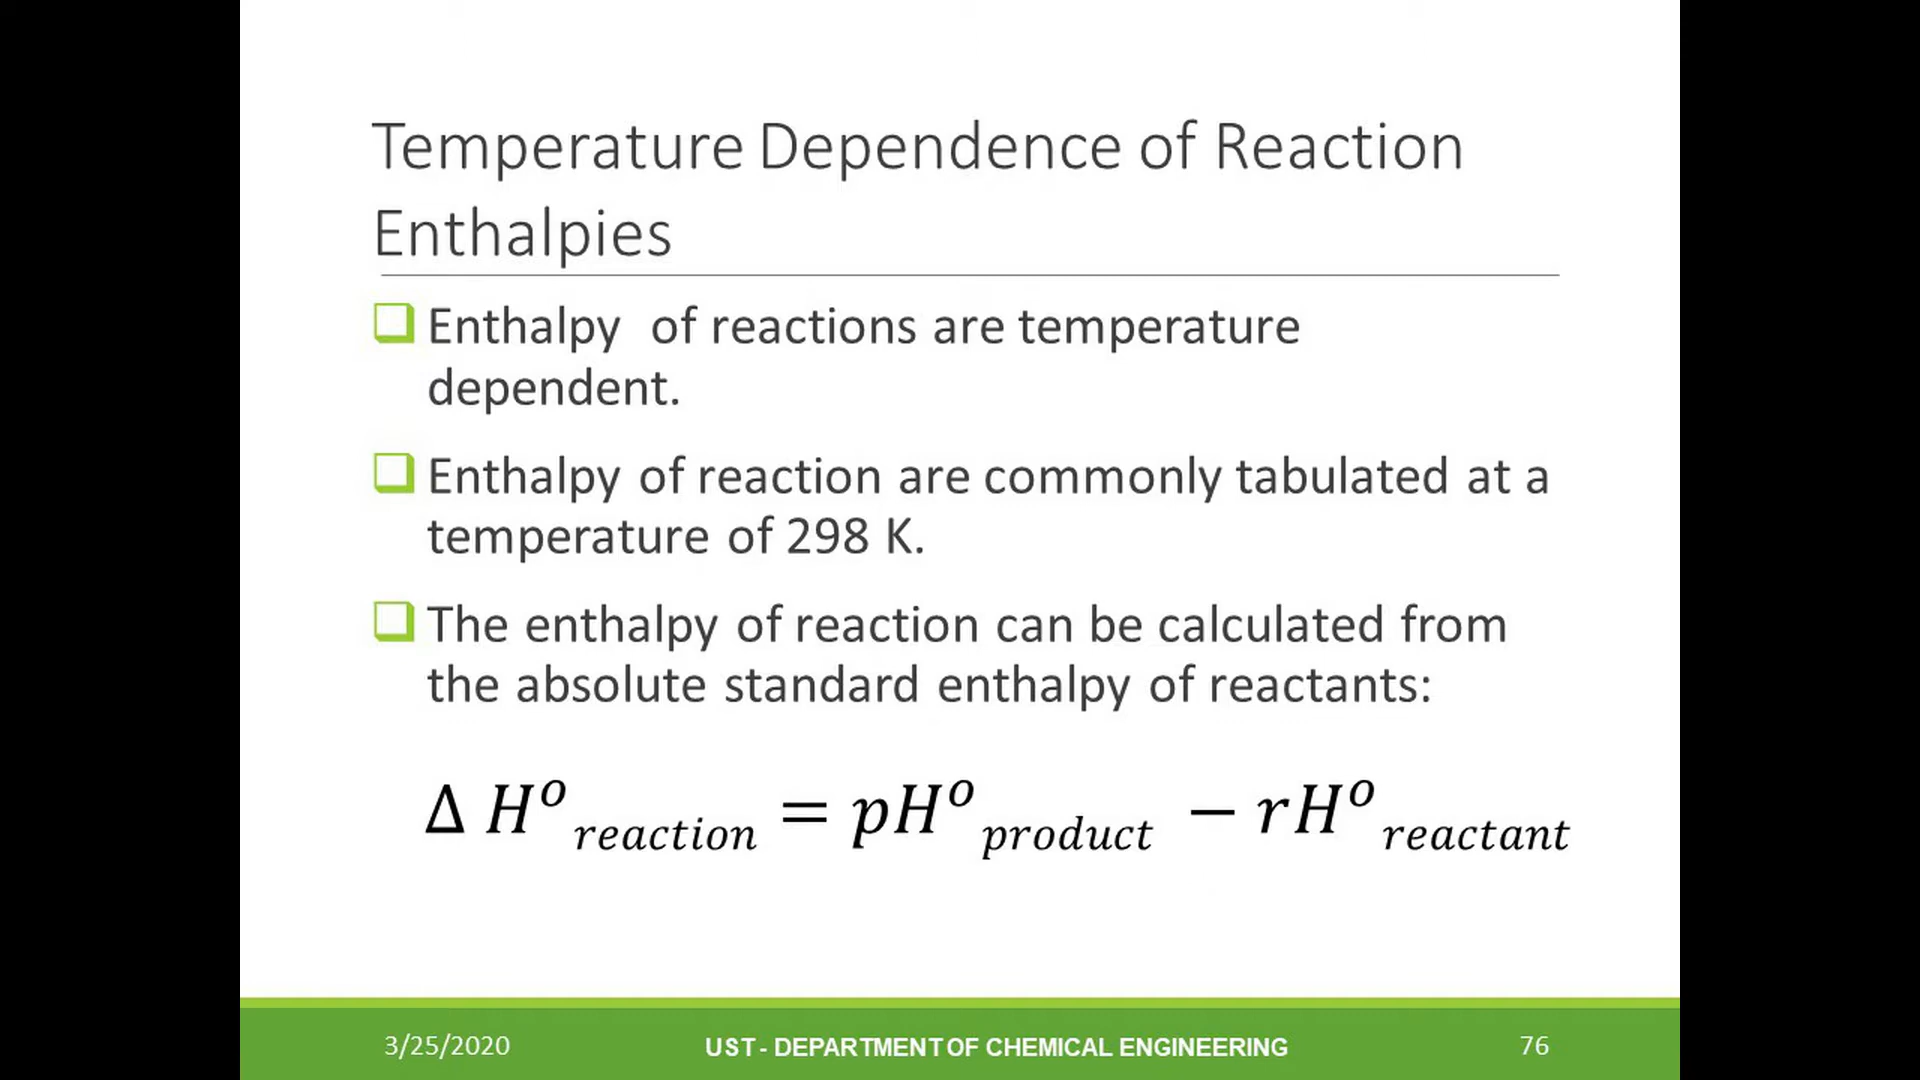 Temperature Dependence of Reaction
Enthalpies
Enthalpy of reactions are temperature
dependent.
Enthalpy of reaction are commonly tabulated at a
temperature of 298 K.
The enthalpy of reaction can be calculated from
the absolute standard enthalpy of reactants:
Δ H°reaction = pH°product − rH°reactant
3/25/2020 UST - DEPARTMENT OF CHEMICAL ENGINEERING 76